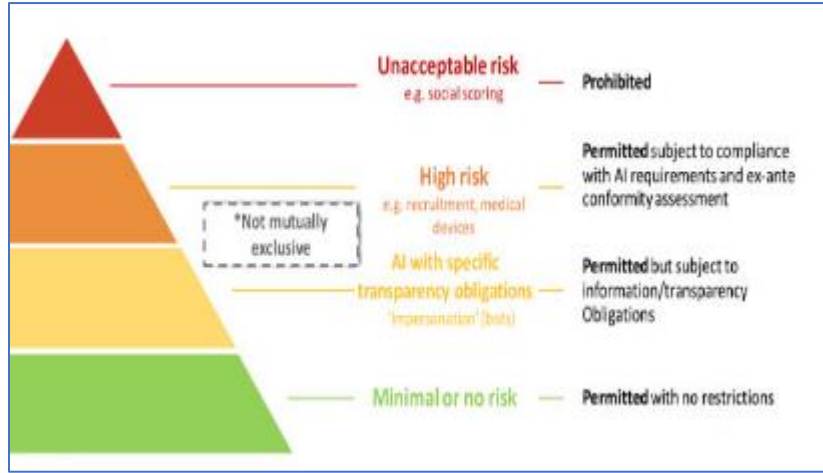 Unacceptable risk
e.g. social scoring
Prohibited
High risk
e.g. recruitment, medical
devices
Permitted subject to compliance
with AI requirements and ex-ante
conformity assessment
*Not mutually
exclusive
AI with specific
transparency obligations
'Impersonation' (bots)
Permitted but subject to
information/transparency
Obligations
Minimal or no risk
Permitted with no restrictions